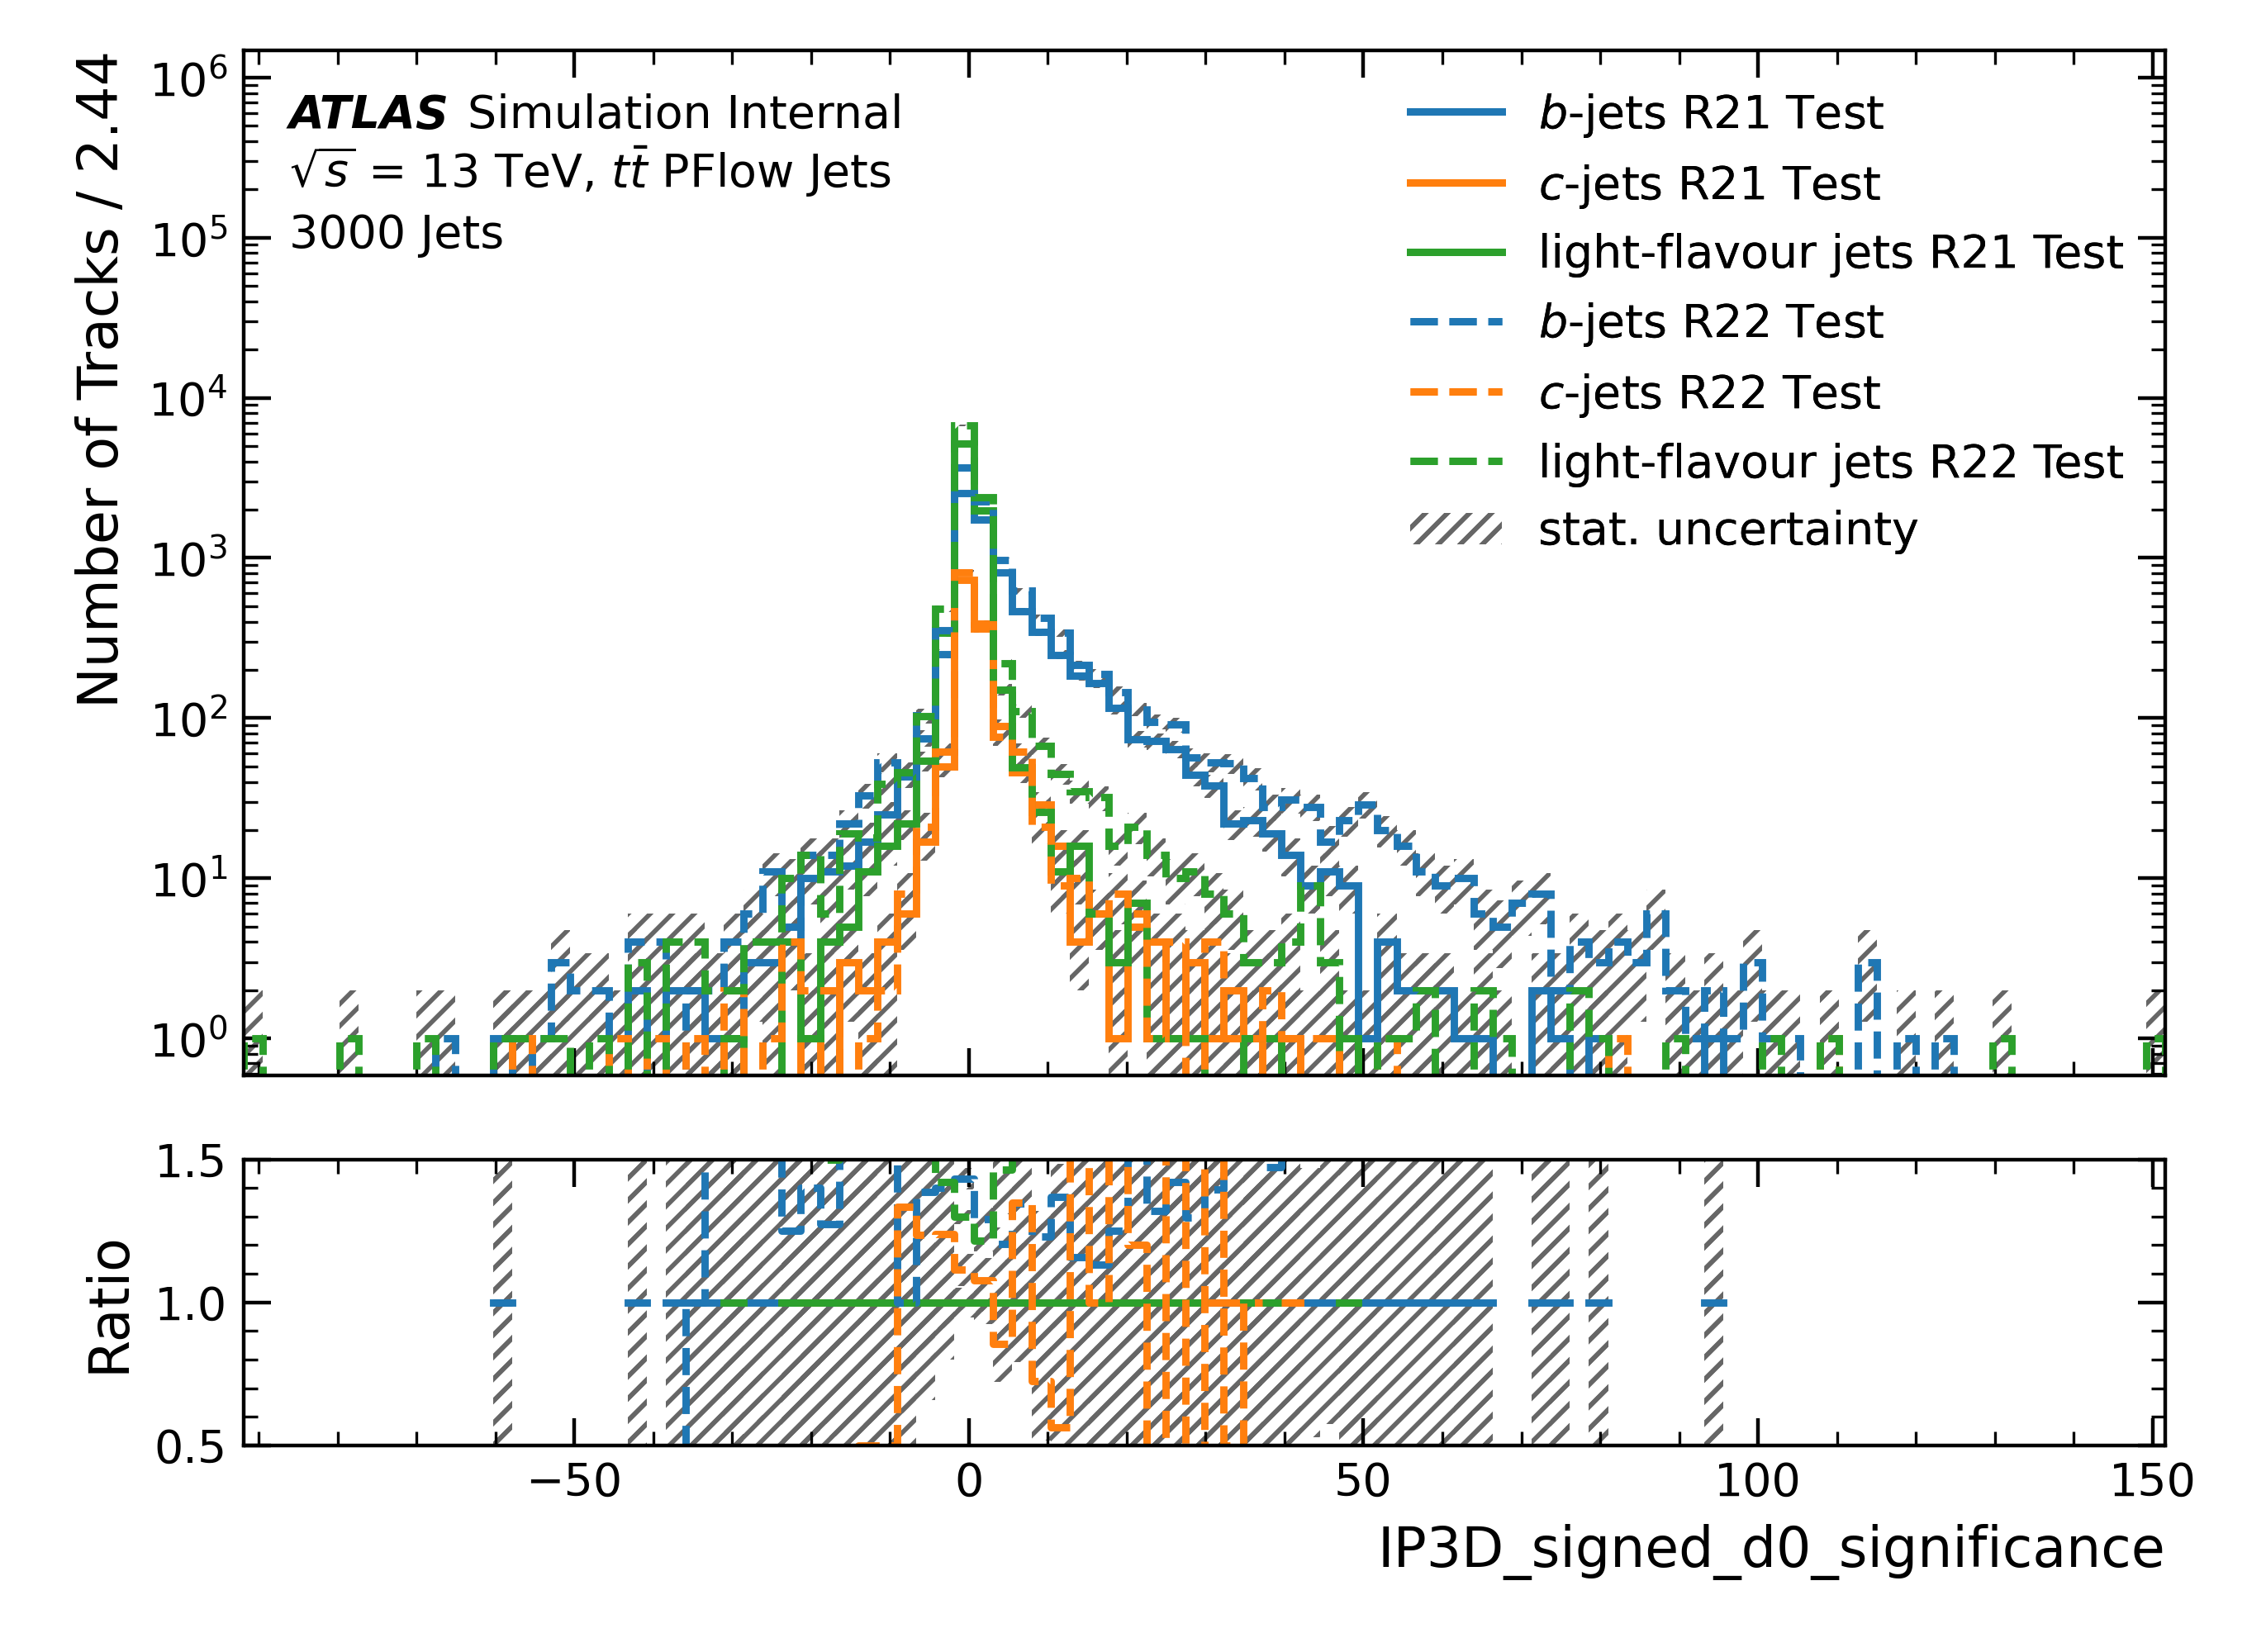 Number of Tracks / 2.44
10⁶
10⁵
10⁴
10³
10²
10¹
10⁰
ATLAS Simulation Internal
√s = 13 TeV, tt̄ PFlow Jets
3000 Jets
b-jets R21 Test
c-jets R21 Test
light-flavour jets R21 Test
b-jets R22 Test
c-jets R22 Test
light-flavour jets R22 Test
stat. uncertainty
Ratio
1.5
1.0
0.5
−50 0 50 100 150
IP3D_signed_d0_significance